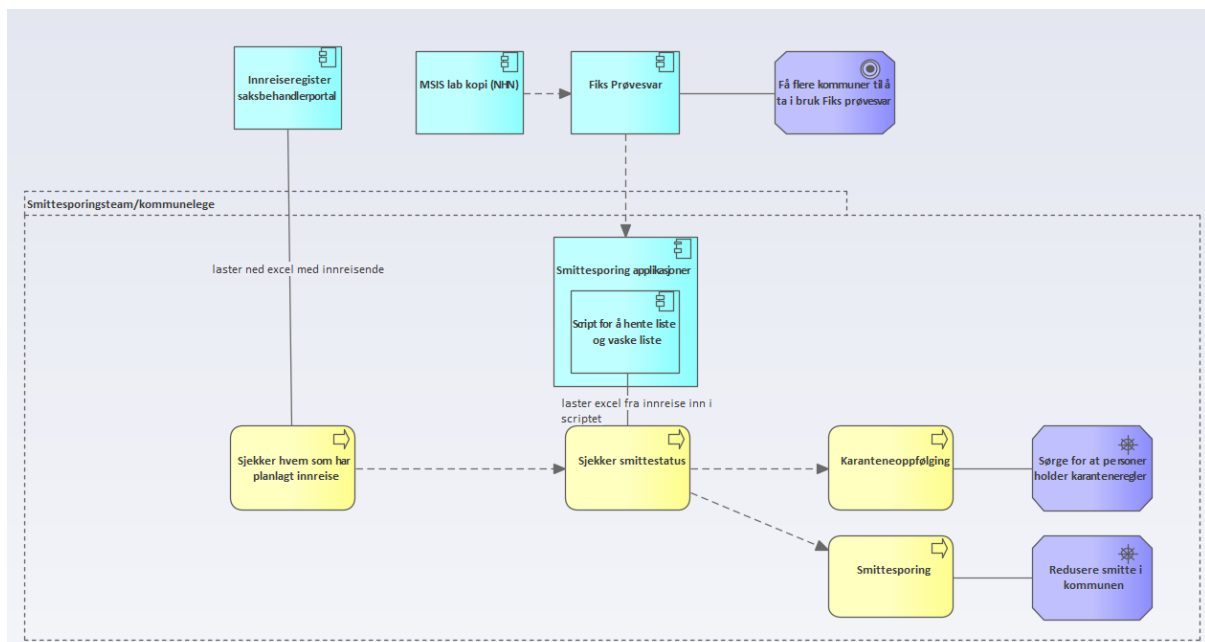 Innreiseregister
saksbehandlerportal
MSIS lab kopi (NHN)
Fiks Prøvesvar
Få flere kommuner til å
ta i bruk Fiks prøvesvar
Smittesporingsteam/kommunelege
laster ned excel med innreisende
Smittesporing applikasjoner
Script for å hente liste
og vaske liste
laster excel fra innreise inn i
scriptet
Sjekker hvem som har
planlagt innreise
Sjekker smittestatus
Karanteneoppfølging
Sørge for at personer
holder karanteneregler
Smittesporing
Redusere smitte i
kommunen